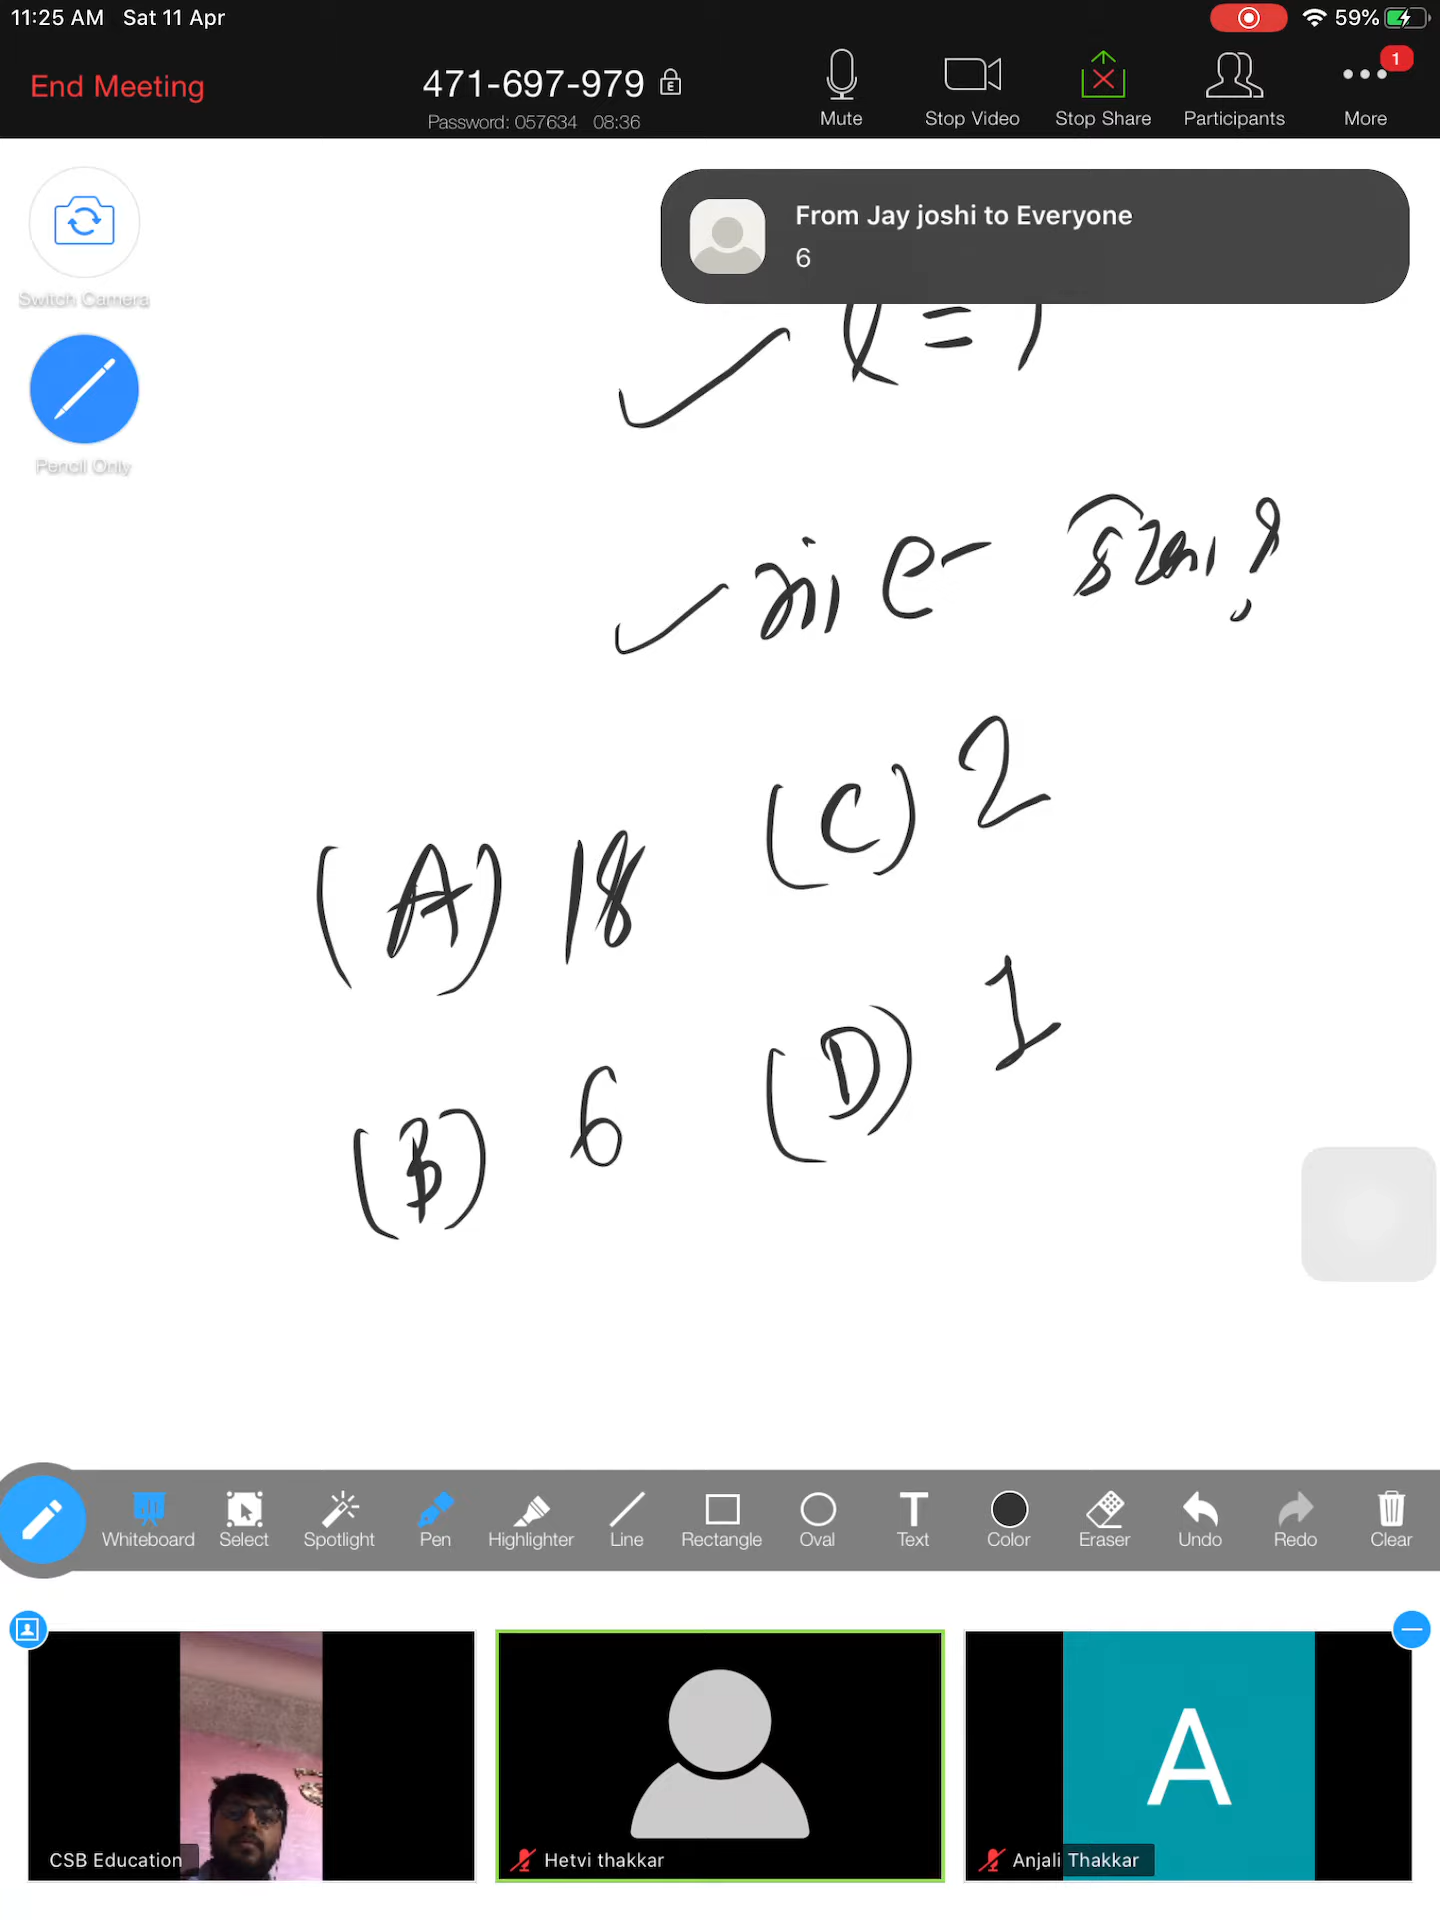 11:25 AM Sat 11 Apr
59%
End Meeting
471-697-979
Password: 057634 08:36
Mute
Stop Video
Stop Share
Participants
1
More
Switch Camera
Pencil Only
From Jay joshi to Everyone
6
l = 1
(C) 2
(A) 18
(D) 1
(B) 6
Whiteboard
Select
Spotlight
Pen
Highlighter
Line
Rectangle
Oval
T
Text
Color
Eraser
Undo
Redo
Clear
A
CSB Education
Hetvi thakkar
Anjali Thakkar